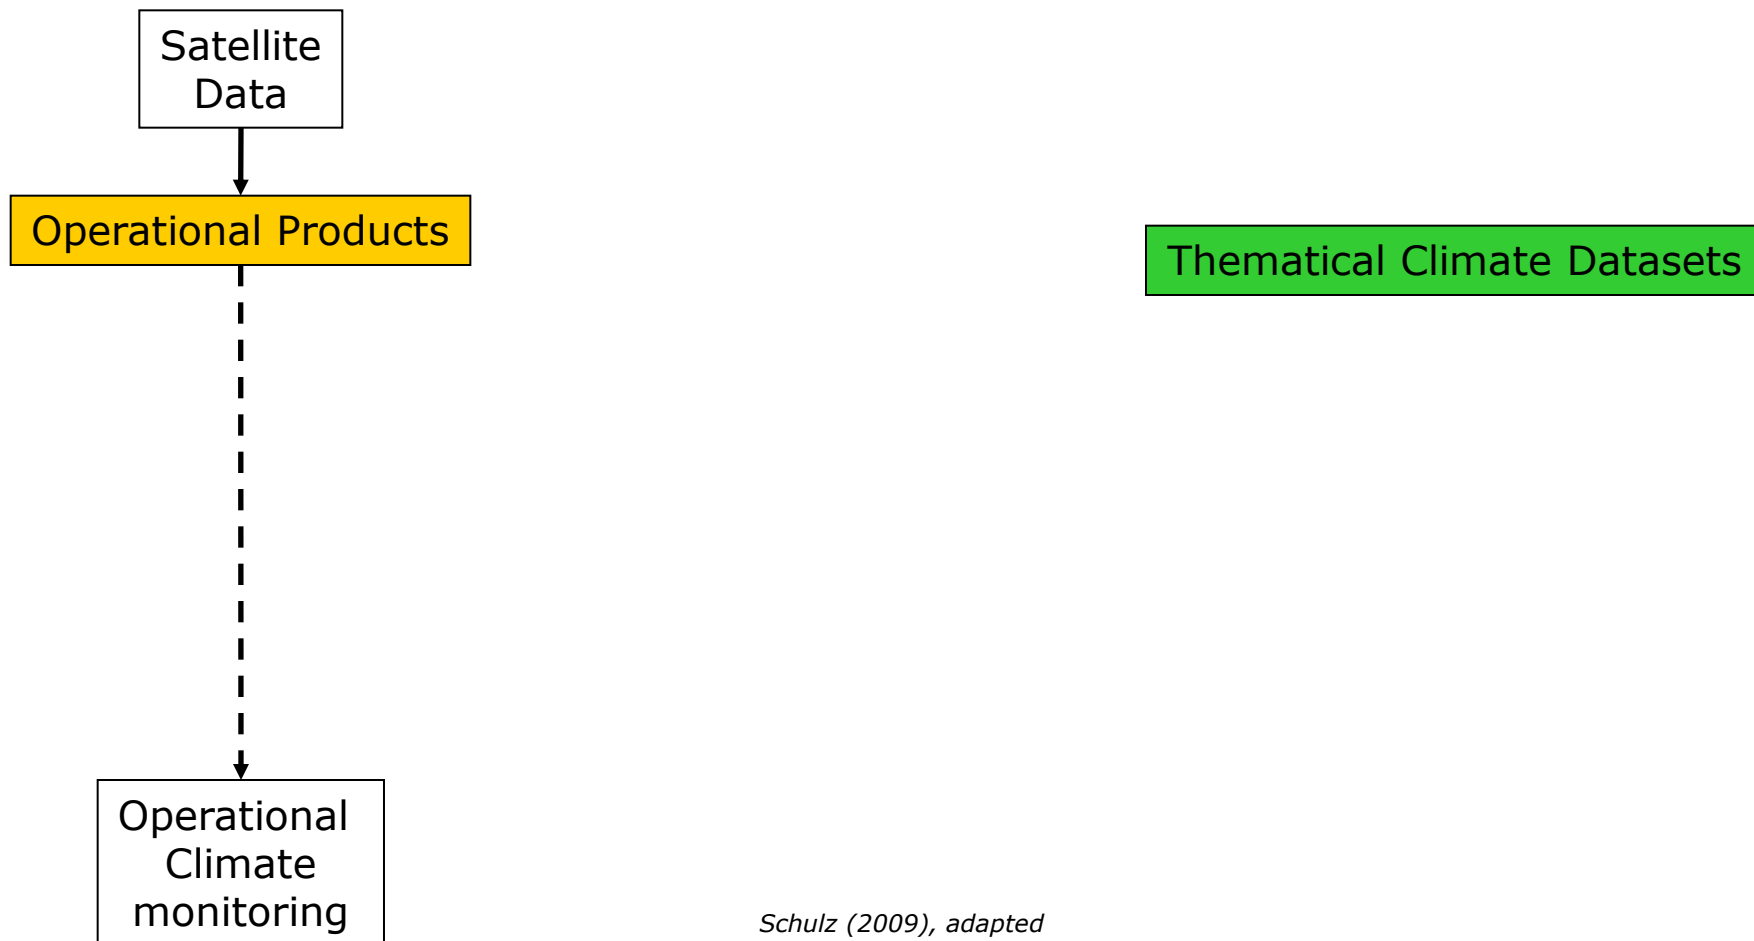 Satellite
Data
Operational Products
Thematical Climate Datasets
Operational
Climate
monitoring
Schulz (2009), adapted